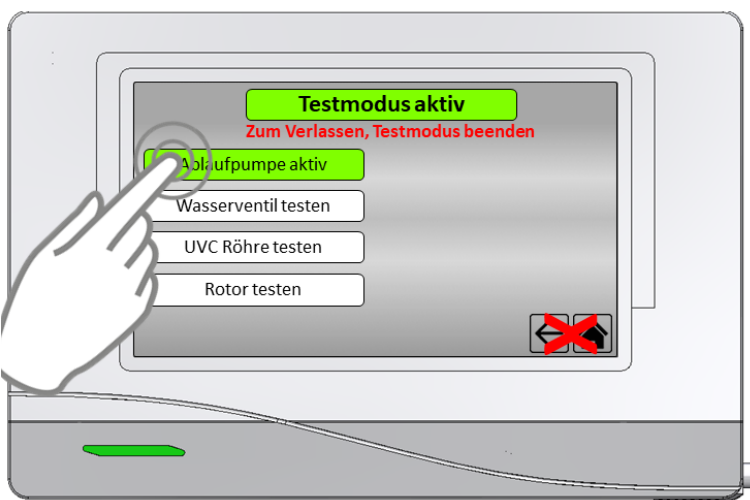 Testmodus aktiv
Zum Verlassen, Testmodus beenden
Ablaufpumpe aktiv
Wasserventil testen
UVC Röhre testen
Rotor testen